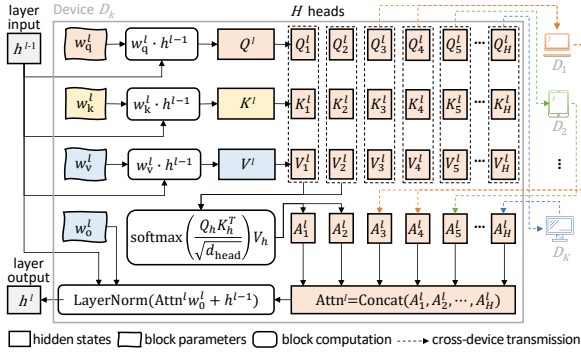 layer input
Device D_k
H heads
h^{l-1}
w_q^l
w_q^l · h^{l-1}
Q^l
Q_1^l Q_2^l Q_3^l Q_4^l Q_5^l ··· Q_H^l
D_1
w_k^l
w_k^l · h^{l-1}
K^l
K_1^l K_2^l K_3^l K_4^l K_5^l ··· K_H^l
D_2
w_v^l
w_v^l · h^{l-1}
V^l
V_1^l V_2^l V_3^l V_4^l V_5^l ··· V_H^l
⋮
w_o^l
softmax(Q_h K_h^T / √d_head) V_h
A_1^l A_2^l A_3^l A_4^l A_5^l ··· A_H^l
D_K
layer output
h^l
LayerNorm(Attn^l w_0^l + h^{l-1})
Attn^l=Concat(A_1^l, A_2^l, ···, A_H^l)
hidden states
block parameters
block computation
cross-device transmission